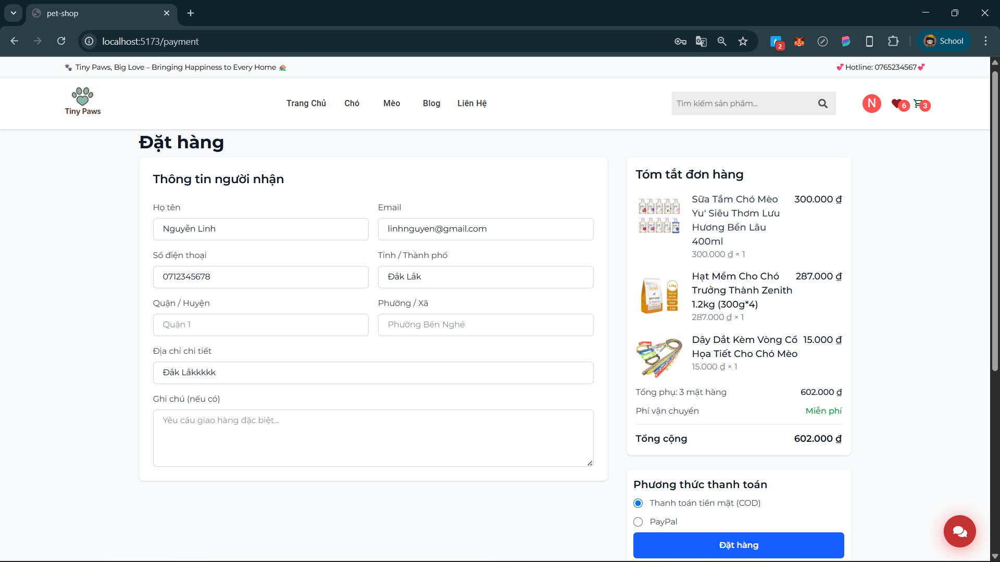 pet-shop
localhost:5173/payment
2
School
Tiny Paws, Big Love – Bringing Happiness to Every Home
Hotline: 0765234567
Tiny Paws
Trang Chủ
Chó
Mèo
Blog
Liên Hệ
Tìm kiếm sản phẩm...
N
6
3
Đặt hàng
Thông tin người nhận
Họ tên
Email
Nguyễn Linh
linhnguyen@gmail.com
Số điện thoại
Tỉnh / Thành phố
0712345678
Đắk Lắk
Quận / Huyện
Phường / Xã
Quận 1
Phường Bến Nghé
Địa chỉ chi tiết
Đắk Lắkkkkk
Ghi chú (nếu có)
Yêu cầu giao hàng đặc biệt...
Tóm tắt đơn hàng
Sữa Tắm Chó Mèo
300.000 ₫
Yu' Siêu Thơm Lưu
Hương Bền Lâu
400ml
300.000 ₫ × 1
Hạt Mềm Cho Chó
287.000 ₫
Trưởng Thành Zenith
1.2kg (300g*4)
287.000 ₫ × 1
Dây Dắt Kèm Vòng Cổ
15.000 ₫
Họa Tiết Cho Chó Mèo
15.000 ₫ × 1
Tổng phụ: 3 mặt hàng
602.000 ₫
Phí vận chuyển
Miễn phí
Tổng cộng
602.000 ₫
Phương thức thanh toán
Thanh toán tiền mặt (COD)
PayPal
Đặt hàng